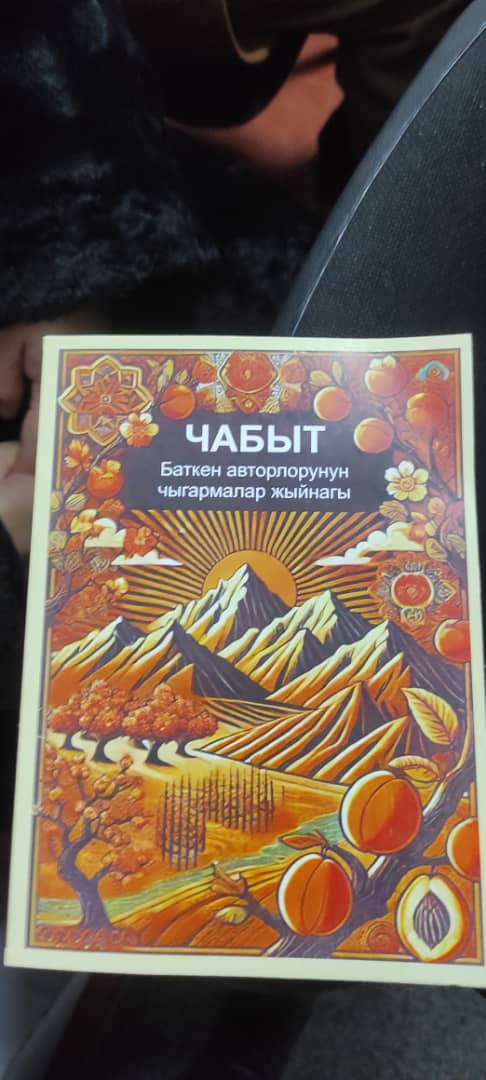 ЧАБЫТ
Баткен авторлорунун
чыгармалар жыйнагы